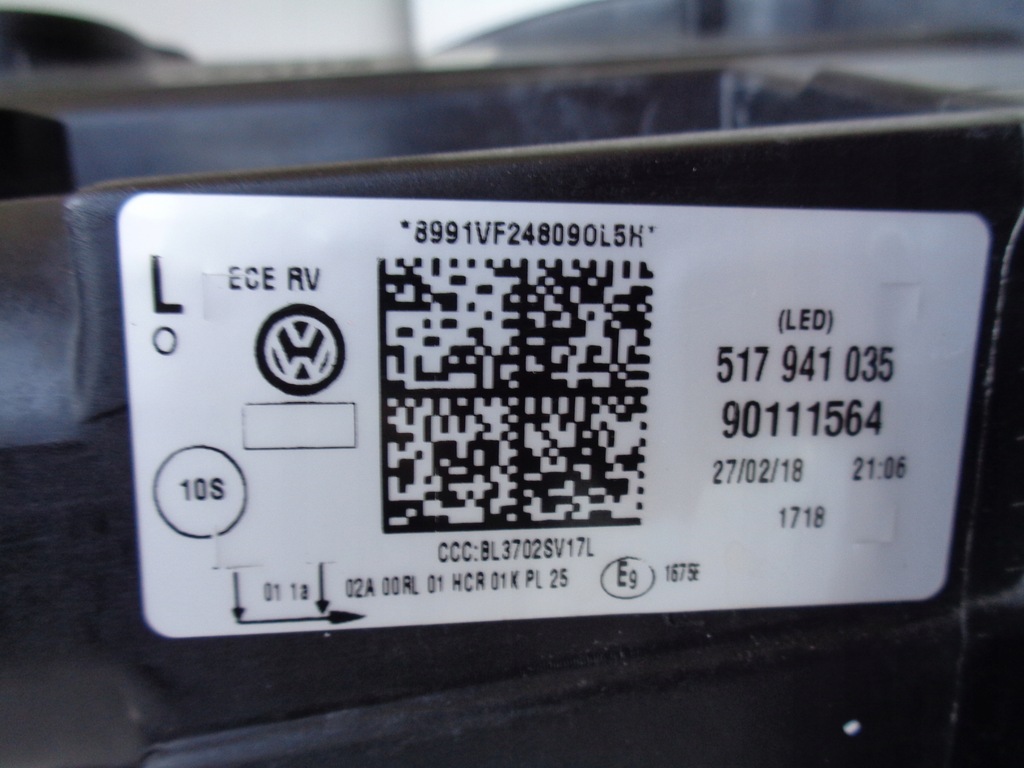 *8991VF248090L5H*
L
ECE RV
O
(LED)
517 941 035
90111564
10S
27/02/18 21:06
1718
CCC:8L3702SV17L
01 1a 02A 00RL 01 HCR 01K PL 25 E9 1675E